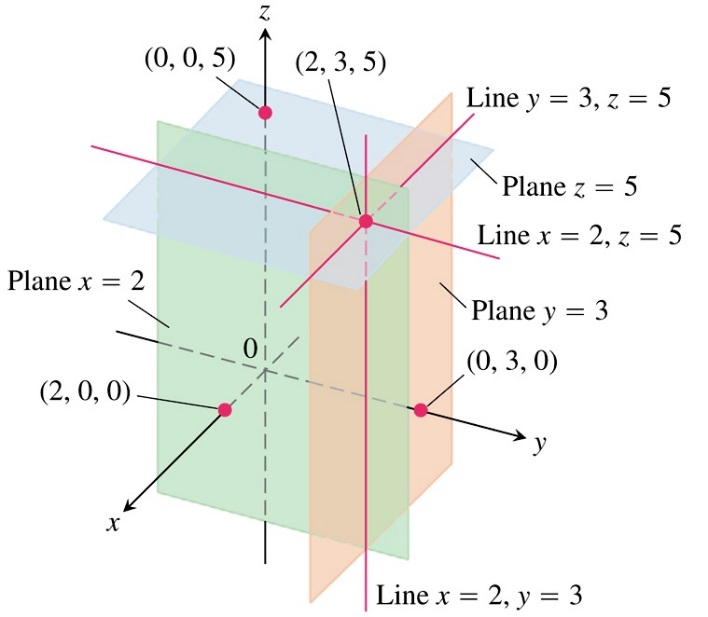 z
(0, 0, 5)
(2, 3, 5)
Line y = 3, z = 5
Plane z = 5
Line x = 2, z = 5
Plane x = 2
Plane y = 3
0
(0, 3, 0)
(2, 0, 0)
y
x
Line x = 2, y = 3